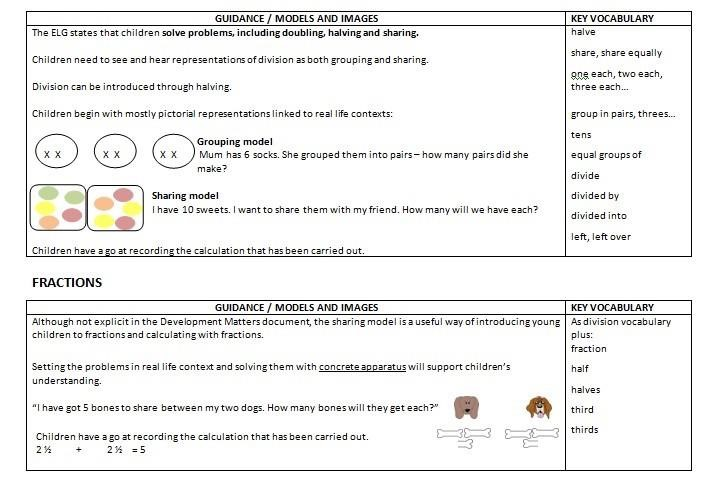 GUIDANCE / MODELS AND IMAGES
KEY VOCABULARY
The ELG states that children solve problems, including doubling, halving and sharing.
Children need to see and hear representations of division as both grouping and sharing.
Division can be introduced through halving.
Children begin with mostly pictorial representations linked to real life contexts:
X X
X X
X X
Grouping model
Mum has 6 socks. She grouped them into pairs – how many pairs did she
make?
Sharing model
I have 10 sweets. I want to share them with my friend. How many will we have each?
Children have a go at recording the calculation that has been carried out.
halve
share, share equally
one each, two each,
three each...
group in pairs, threes...
tens
equal groups of
divide
divided by
divided into
left, left over
FRACTIONS
GUIDANCE / MODELS AND IMAGES
KEY VOCABULARY
Although not explicit in the Development Matters document, the sharing model is a useful way of introducing young
children to fractions and calculating with fractions.
Setting the problems in real life context and solving them with concrete apparatus will support children's
understanding.
“I have got 5 bones to share between my two dogs. How many bones will they get each?”
Children have a go at recording the calculation that has been carried out.
2 ½ + 2 ½ = 5
As division vocabulary
plus:
fraction
half
halves
third
thirds